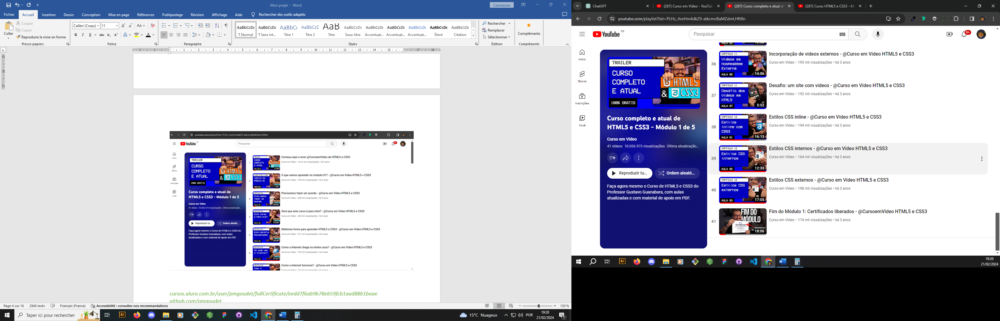 Mon projet - Word
Connexion
Fichier Accueil Insertion Dessin Conception Mise en page Références Publipostage Révision Affichage Aide Rechercher des outils adaptés
Coller
Couper
Copier
Reproduire la mise en forme
Presse-papiers
Calibri (Corps) 11
Police
Paragraphe
AaBbCcDc AaBbCcDc AaBbCc AaBbCcE AaB AaBbCcD AaBbCcDc AaBbCcDc AaBbCcDc AaBbCcDc AaBbCcDc
¶ Normal ¶ Sans int... Titre 1 Titre 2 Titre Sous-titre Accentuat... Accentuat... Accentuat... Élevé Citation
Styles
Rechercher
Remplacer
Sélectionner
Édition
Compléments
Compléments
youtube.com/playlist?list=PLHz_AreHm4dkZ9-atkcmcBaMZdmLHft8n
YouTube FR
Pesquisar
9+
Início
Shorts
Inscrições
Você
TRAILER
CURSO
COMPLETO
E ATUAL
HTML5
& CSS3
100% GRÁTIS
Curso completo e atual de
HTML5 e CSS3 - Módulo 1 de 5
Curso em Vídeo
41 vídeos 10.056.973 visualizações Última atualização...
Reproduzir tu... Ordem aleató...
Faça agora mesmo o Curso de HTML5 e CSS3 do
Professor Gustavo Guanabara, com aulas
atualizadas e com material de apoio em PDF.
1
2:24
Começa aqui o novo @CursoemVideo de HTML5 e CSS3
Curso em Vídeo • 1,8 mi de visualizações • há 3 anos
2
7:52
O que vamos aprender no módulo 01? - @Curso em Vídeo HTML5 + CSS3
Curso em Vídeo • 754 mil visualizações • há 3 anos
3
19:26
Precisamos fazer um acordo - @Curso em Vídeo HTML5 e CSS3
Curso em Vídeo • 658 mil visualizações • há 3 anos
4
15:34
Será que este curso é para mim? - @Curso em Vídeo HTML5 e CSS3
Curso em Vídeo • 469 mil visualizações • há 3 anos
5
20:55
Melhores livros para aprender HTML5 e CSS3 - @Curso em Vídeo HTML5 e CSS3
Curso em Vídeo • 517 mil visualizações • há 3 anos
6
27:01
Como a Internet chega na minha casa? - @Curso em Vídeo HTML5 e CSS3
Curso em Vídeo • 570 mil visualizações • há 3 anos
Como a Internet funciona? - @Curso em Vídeo HTML5 e CSS3
cursos.alura.com.br/user/pmgoudet/fullCertificate/eedd7f6ab9b78eb59fcb1aad88b1baae
github.com/pmgoudet
Page 4 sur 16 2940 mots Français (France) Accessibilité : consultez nos recommandations
130 %
Taper ici pour rechercher
15°C Nuageux POR 19:20
21/02/2024
ChatGPT
(287) Curso em Vídeo - YouTub
(287) Curso completo e atual d
(287) Curso HTML5 e CSS3 - M
youtube.com/playlist?list=PLHz_AreHm4dkZ9-atkcmcBaMZdmLHft8n
YouTube FR
Pesquisar
9+
Início
Shorts
Inscrições
Você
TRAILER
CURSO
COMPLETO
E ATUAL
HTML5
& CSS3
100% GRÁTIS
Curso completo e atual de
HTML5 e CSS3 - Módulo 1 de 5
Curso em Vídeo
41 vídeos 10.056.973 visualizações Última atualização...
Reproduzir tu... Ordem aleató...
Faça agora mesmo o Curso de HTML5 e CSS3 do
Professor Gustavo Guanabara, com aulas
atualizadas e com material de apoio em PDF.
36
CAPÍTULO 11
Vídeos em
Hospedagem
Externa
AULA 06
14:06
Incorporação de vídeos externos - @Curso em Vídeo HTML5 e CSS3
Curso em Vídeo • 195 mil visualizações • há 3 anos
37
CAPÍTULO 11
Desafio dos
Vídeos em
HTML5
AULA 07
5:52
Desafio: um site com vídeos - @Curso em Vídeo HTML5 e CSS3
Curso em Vídeo • 192 mil visualizações • há 3 anos
38
CAPÍTULO 12
Estilos
inline com
CSS3
AULA 01
16:13
Estilos CSS inline - @Curso em Vídeo HTML5 e CSS3
Curso em Vídeo • 194 mil visualizações • há 3 anos
39
CAPÍTULO 12
Estilos CSS
internos
AULA 02
12:33
Estilos CSS internos - @Curso em Vídeo HTML5 e CSS3
Curso em Vídeo • 164 mil visualizações • há 3 anos
40
CAPÍTULO 12
Estilos CSS
externos
AULA 03
17:05
Estilos CSS externos - @Curso em Vídeo HTML5 e CSS3
Curso em Vídeo • 198 mil visualizações • há 3 anos
41
FIM DO
MÓDULO
Certificado
18:06
Fim do Módulo 1: Certificados liberados - @CursoemVideo HTML5 e CSS3
Curso em Vídeo • 174 mil visualizações • há 3 anos
19:20
21/02/2024